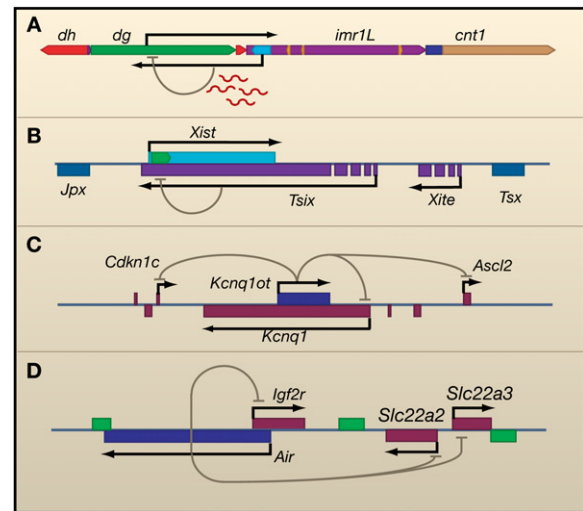 A
dh dg imr1L cnt1
B
Xist
Jpx Tsix Xite Tsx
C
Cdkn1c Kcnq1ot Ascl2
Kcnq1
D
Igf2r Slc22a2 Slc22a3
Air